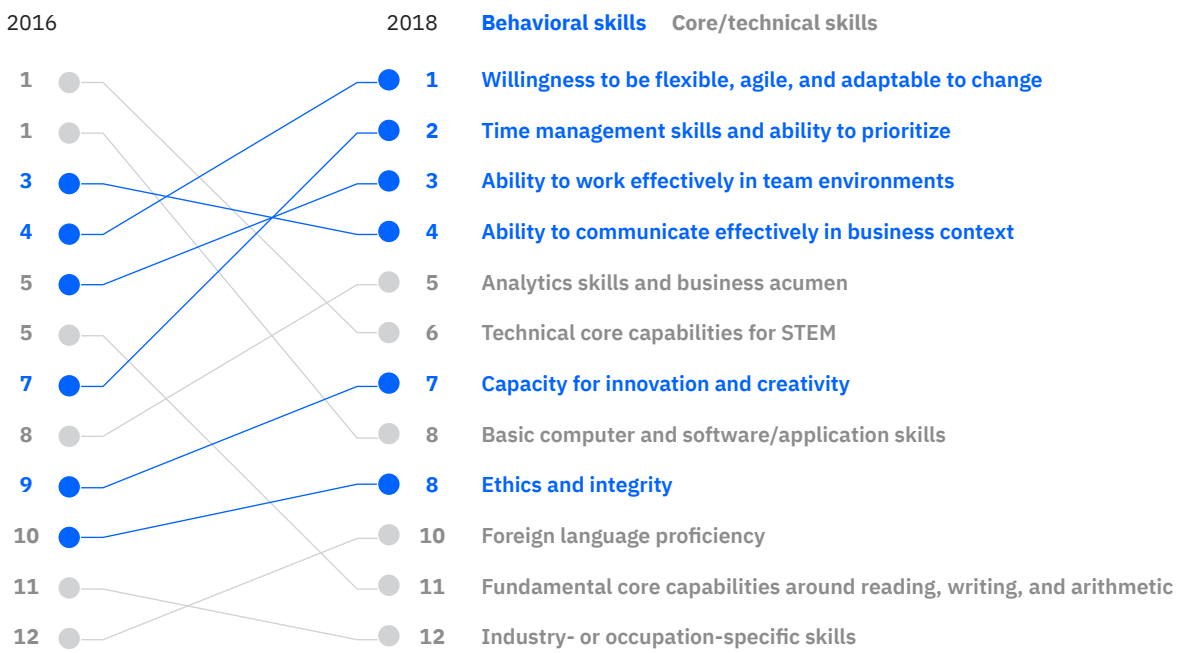 2016 2018 Behavioral skills Core/technical skills
1 1 Willingness to be flexible, agile, and adaptable to change
1 2 Time management skills and ability to prioritize
3 3 Ability to work effectively in team environments
4 4 Ability to communicate effectively in business context
5 5 Analytics skills and business acumen
5 6 Technical core capabilities for STEM
7 7 Capacity for innovation and creativity
8 8 Basic computer and software/application skills
9 8 Ethics and integrity
10 10 Foreign language proficiency
11 11 Fundamental core capabilities around reading, writing, and arithmetic
12 12 Industry- or occupation-specific skills